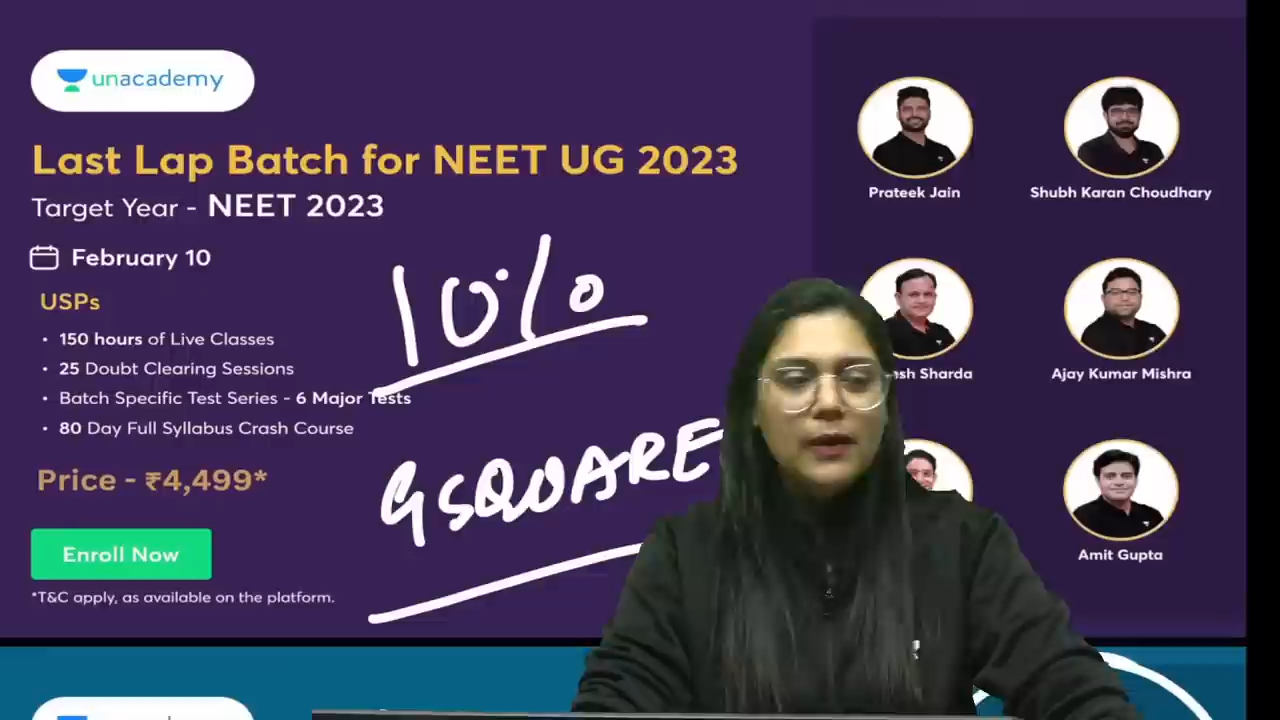 unacademy
Last Lap Batch for NEET UG 2023
Target Year - NEET 2023
February 10
USPs
• 150 hours of Live Classes
• 25 Doubt Clearing Sessions
• Batch Specific Test Series - 6 Major Tests
• 80 Day Full Syllabus Crash Course
Price - ₹4,499*
Enroll Now
*T&C apply, as available on the platform.
10%
GSQUARE
Prateek Jain
Shubh Karan Choudhary
Sharda
Ajay Kumar Mishra
Amit Gupta